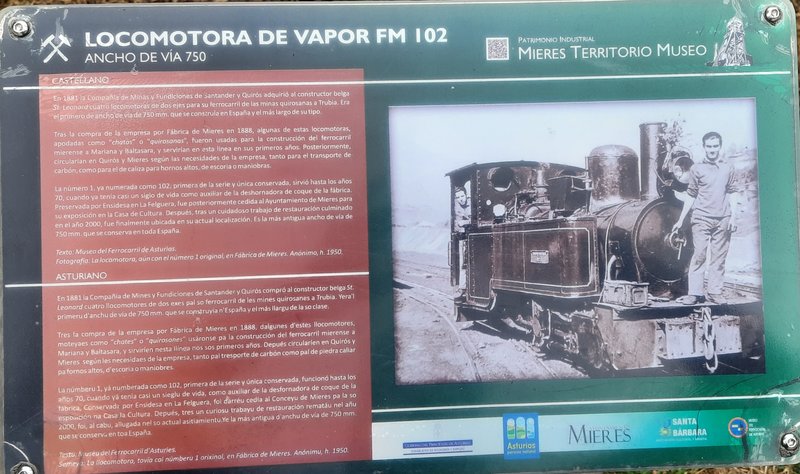 LOCOMOTORA DE VAPOR FM 102
ANCHO DE VÍA 750
PATRIMONIO INDUSTRIAL
MIERES TERRITORIO MUSEO
CASTELLANO
En 1881 la Compañía de Minas y Fundiciones de Santander y Quirós adquirió al constructor belga
St. Leonard cuatro locomotoras de dos ejes para su ferrocarril de las minas quirosanas a Trubia. Era
el primero de ancho de vía de 750 mm. que se construía en España y el más largo de su tipo.
Tras la compra de la empresa por Fábrica de Mieres en 1888, algunas de estas locomotoras,
apodadas como "chatas" o "quirosanas", fueron usadas para la construcción del ferrocarril
mierense a Mariana y Baltasara, y servirían en esta línea en sus primeros años. Posteriormente,
circularían en Quirós y Mieres según las necesidades de la empresa, tanto para el transporte de
carbón, como para el de caliza para hornos altos, de escoria o maniobras.
La número 1, ya numerada como 102, primera de la serie y única conservada, sirvió hasta los años
70, cuando ya tenía casi un siglo de vida como auxiliar de la deshornadora de coque de la fábrica.
Preservada por Ensidesa en La Felguera, fue posteriormente cedida al Ayuntamiento de Mieres para
su exposición en la Casa de Cultura. Después, tras un cuidadoso trabajo de restauración culminado
en el año 2000, fue finalmente ubicada en su actual localización. Es la más antigua ancho de vía de
750 mm. que se conserva en toda España.
Texto: Museo del Ferrocarril de Asturias.
Fotografía: La locomotora, aún con el número 1 original, en Fábrica de Mieres. Anónimo, h. 1950.
ASTURIANO
En 1881 la Compañía de Mines y Fundiciones de Santander y Quirós compró al constructor belga St.
Leonard cuatru llocomotores de dos exes pal so ferrocarril de les mines quirosanes a Trubia. Yera'l
primeru d'anchu de vía de 750 mm. que se construyía n'España y el más llargu de la so clase.
Tres la compra de la empresa por Fábrica de Mieres en 1888, dalgunes d'estes llocomotores,
moteyaes como "chates" o "quirosanes" usáronse pa la construcción del ferrocarril mierense a
Mariana y Baltasara, y sirvieríen nesta llinia nos sos primeros años. Depués circularíen en Quirós y
Mieres según les necesidaes de la empresa, tanto pal tresporte de carbón como pal de piedra caliar
pa fornos altos, d'escoria o maniobres.
La númberu 1, yá numberada como 102, primera de la serie y única conservada, funcionó hasta los
años 70, cuando yá tenía casi un sieglu de vida, como auxiliar de la desfornadora de coque de la
fábrica. Conservada por Ensidesa en La Felguera, foi darréu cedía al Conceyu de Mieres pa la so
esposición na Casa la Cultura. Depués, tres un curiosu trabayu de restauración rematáu nel añu
2000, foi, al cabu, allugada nel so actual asitiamientu. Ye la más antigua d'ancho de vía de 750 mm.
que se conserva en toa España.
Testu: Museo del Ferrocarril d'Asturies.
Semeya: La llocomotora, tovía col númberu 1 orixinal, en Fábrica de Mieres. Anónimu, h. 1950.
GOBIERNO DEL PRINCIPADO DE ASTURIAS
Asturias
paraíso natural
MIERES
SANTA
BÁRBARA